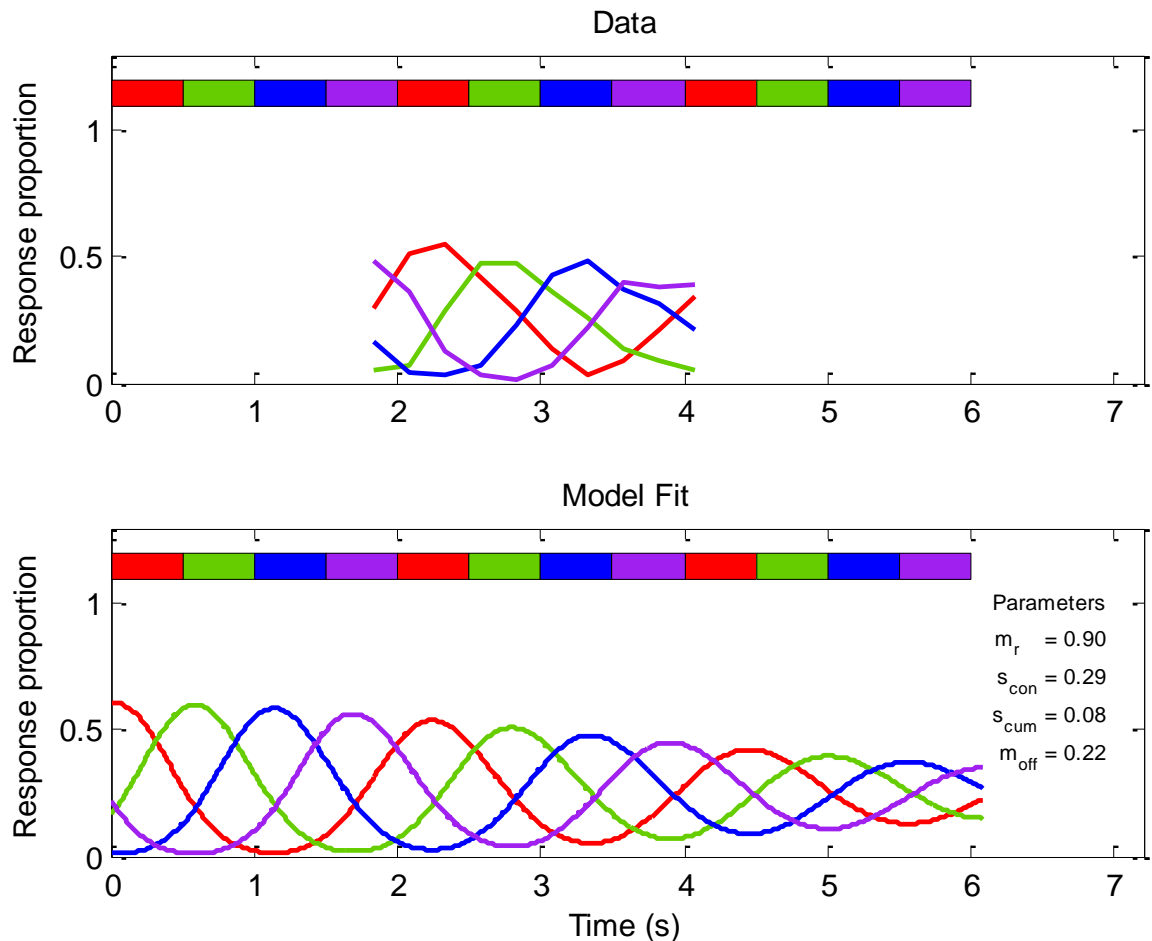 Data
Response proportion
1
0.5
0
0 1 2 3 4 5 6 7
Model Fit
Response proportion
1
0.5
0
Parameters
m_r = 0.90
s_con = 0.29
s_cum = 0.08
m_off = 0.22
0 1 2 3 4 5 6 7
Time (s)